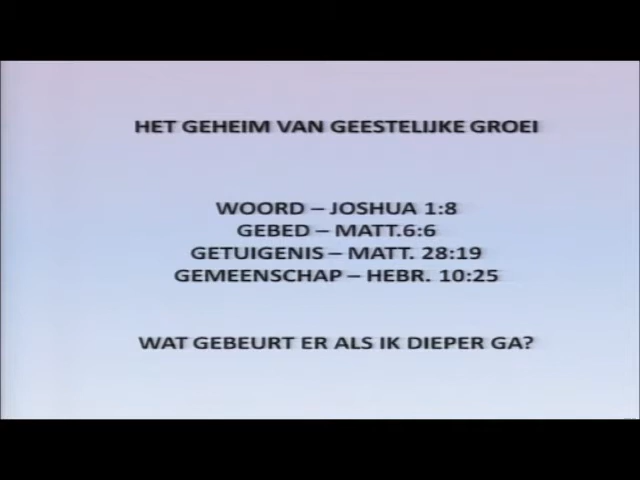 HET GEHEIM VAN GEESTELIJKE GROEI
WOORD – JOSHUA 1:8
GEBED – MATT.6:6
GETUIGENIS – MATT. 28:19
GEMEENSCHAP – HEBR. 10:25
WAT GEBEURT ER ALS IK DIEPER GA?